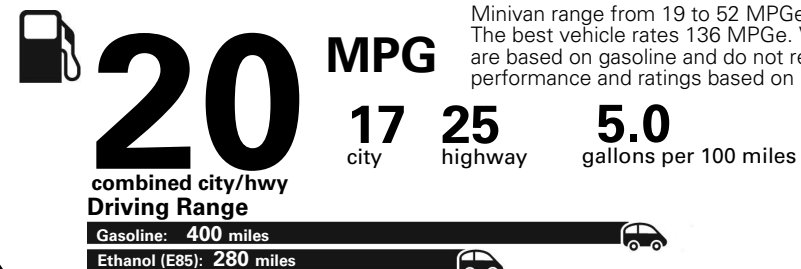 Minivan range from 19 to 52 MPGe
The best vehicle rates 136 MPGe.
are based on gasoline and do not
performance and ratings based on
20 MPG
combined city/hwy
17 city
25 highway
5.0 gallons per 100 miles
Driving Range
Gasoline: 400 miles
Ethanol (E85): 280 miles